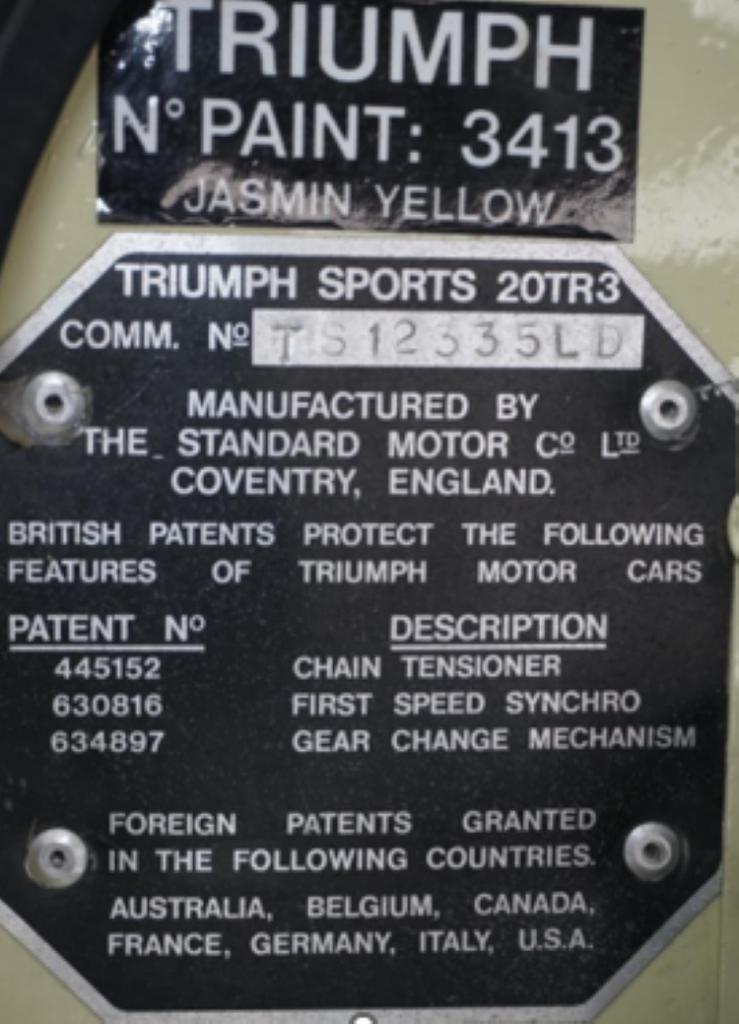 TRIUMPH
Nº PAINT: 3413
JASMIN YELLOW
TRIUMPH SPORTS 20TR3
COMM. Nº TS12335LD
MANUFACTURED BY
THE STANDARD MOTOR Cº LTD
COVENTRY, ENGLAND.
BRITISH PATENTS PROTECT THE FOLLOWING
FEATURES OF TRIUMPH MOTOR CARS
PATENT Nº DESCRIPTION
445152 CHAIN TENSIONER
630816 FIRST SPEED SYNCHRO
634897 GEAR CHANGE MECHANISM
FOREIGN PATENTS GRANTED
IN THE FOLLOWING COUNTRIES.
AUSTRALIA, BELGIUM, CANADA,
FRANCE, GERMANY, ITALY, U.S.A.